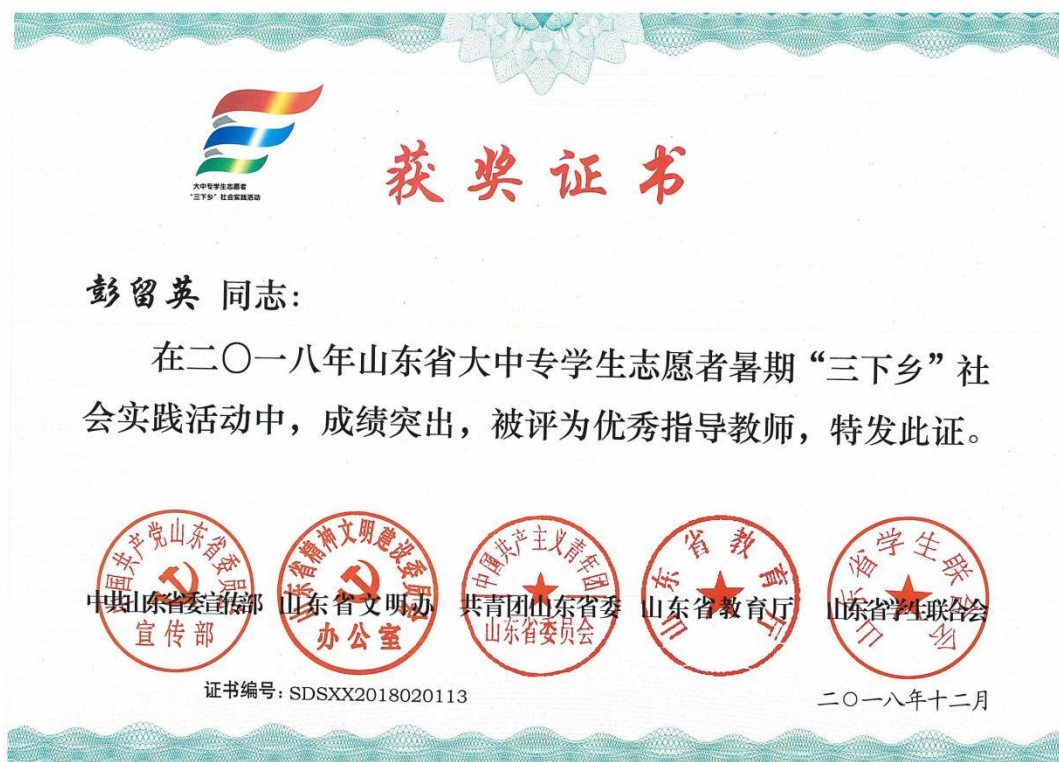 大中专学生志愿者
“三下乡”社会实践活动
获奖证书
彭留英 同志：
在二〇一八年山东省大中专学生志愿者暑期“三下乡”社
会实践活动中，成绩突出，被评为优秀指导教师，特发此证。
中国共产党山东省委员会
宣传部
山东省精神文明建设委员会
办公室
中國共产主义青年团
山东省委员会
山东省教育厅
山东省学生联合会
中共山东省委宣传部 山东省文明办 共青团山东省委 山东省教育厅 山东省学生联合会
证书编号：SDSXX2018020113
二〇一八年十二月